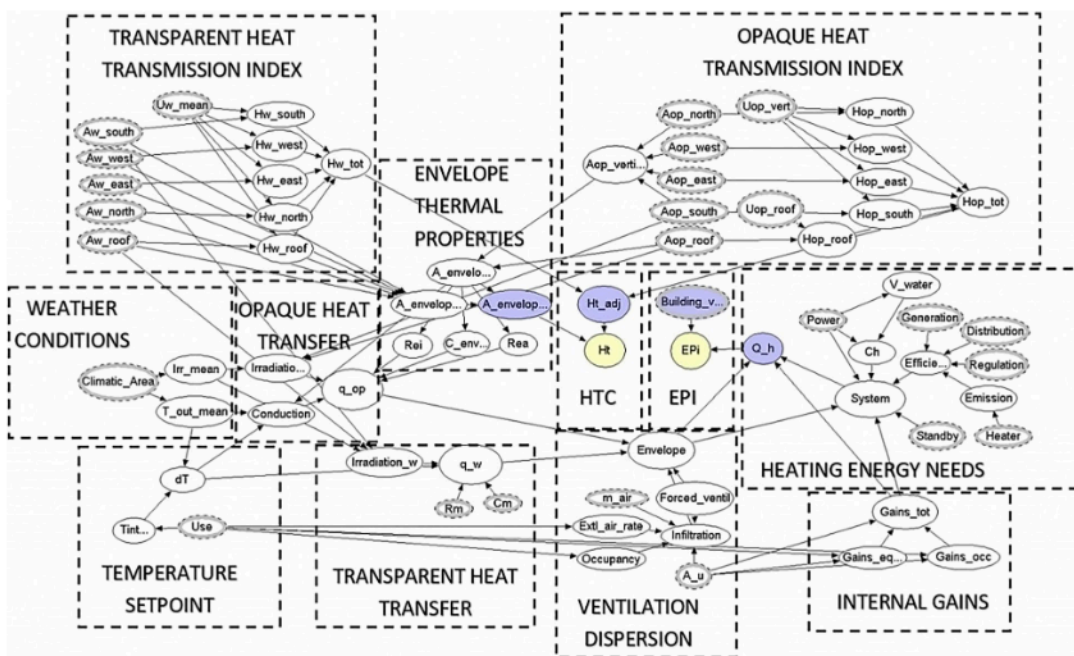 TRANSPARENT HEAT
TRANSMISSION INDEX
Uw_mean
Hw_south
Aw_south
Hw_west
Aw_west
Hw_tot
Aw_east
Hw_east
Aw_north
Hw_north
Aw_roof
Hw_roof
OPAQUE HEAT
TRANSMISSION INDEX
Aop_north
Uop_vert
Hop_north
Aop_west
Hop_west
Aop_verti...
Aop_east
Hop_east
Hop_tot
Aop_south
Uop_roof
Hop_south
Aop_roof
Hop_roof
ENVELOPE
THERMAL
PROPERTIES
A_envelo...
A_envelop...
A_envelop...
Rei
C_env...
Rea
WEATHER
CONDITIONS
Climatic_Area
Irr_mean
T_out_mean
OPAQUE HEAT
TRANSFER
Irradiatio...
q_op
Conduction
Ht_adj
Ht
HTC
Building_v...
EPi
EPI
V_water
Power
Generation
Distribution
Q_h
Ch
Efficie...
Regulation
System
Emission
Standby
Heater
HEATING ENERGY NEEDS
dT
Tint...
Use
TEMPERATURE
SETPOINT
Irradiation_w
q_w
Rm
Cm
TRANSPARENT HEAT
TRANSFER
Envelope
m_air
Forced_ventil
Extl_air_rate
Infiltration
Occupancy
A_u
VENTILATION
DISPERSION
Gains_tot
Gains_eq...
Gains_occ
INTERNAL GAINS